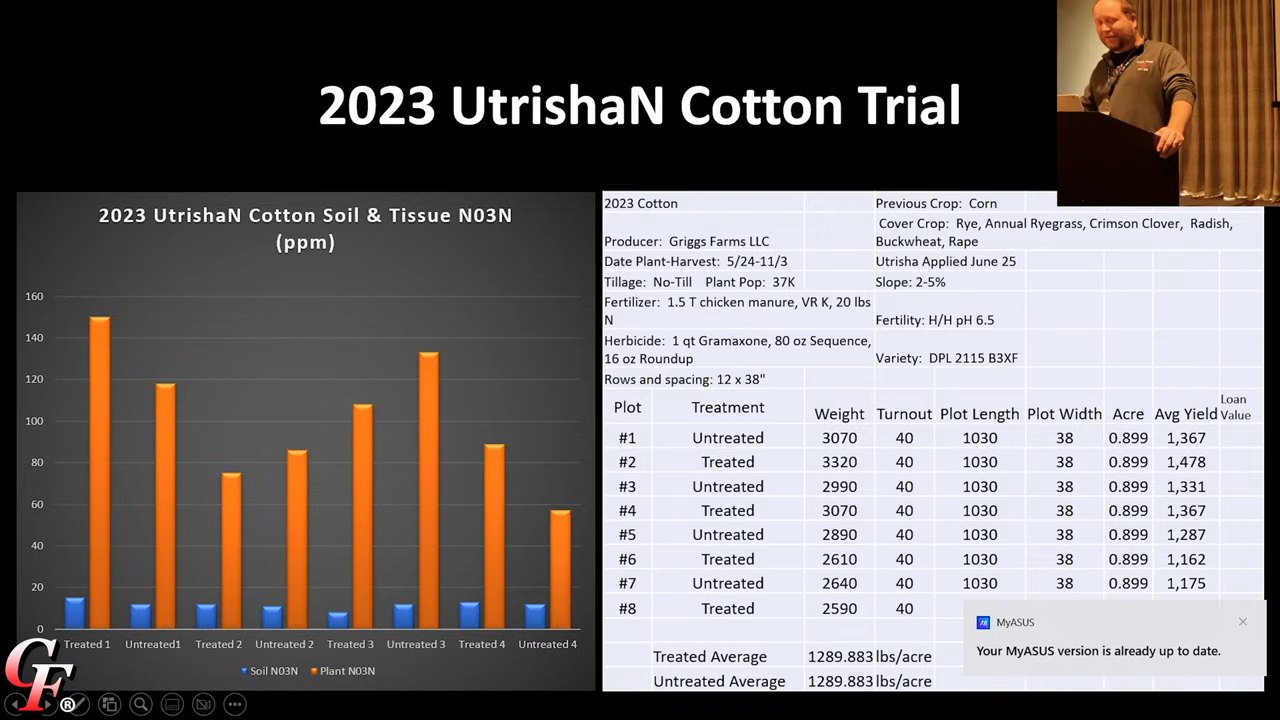 2023 UtrishaN Cotton Trial
2023 UtrishaN Cotton Soil & Tissue N03N
(ppm)
160
140
120
100
80
60
40
20
0
Treated 1 Untreated1 Treated 2 Untreated 2 Treated 3 Untreated 3 Treated 4 Untreated 4
Soil N03N Plant N03N
2023 Cotton Previous Crop: Corn
Cover Crop: Rye, Annual Ryegrass, Crimson Clover, Radish,
Producer: Griggs Farms LLC Buckwheat, Rape
Date Plant-Harvest: 5/24-11/3 Utrisha Applied June 25
Tillage: No-Till Plant Pop: 37K Slope: 2-5%
Fertilizer: 1.5 T chicken manure, VR K, 20 lbs
N Fertility: H/H pH 6.5
Herbicide: 1 qt Gramaxone, 80 oz Sequence,
16 oz Roundup Variety: DPL 2115 B3XF
Rows and spacing: 12 x 38"
Plot Treatment Weight Turnout Plot Length Plot Width Acre Avg Yield Loan Value
#1 Untreated 3070 40 1030 38 0.899 1,367
#2 Treated 3320 40 1030 38 0.899 1,478
#3 Untreated 2990 40 1030 38 0.899 1,331
#4 Treated 3070 40 1030 38 0.899 1,367
#5 Untreated 2890 40 1030 38 0.899 1,287
#6 Treated 2610 40 1030 38 0.899 1,162
#7 Untreated 2640 40 1030 38 0.899 1,175
#8 Treated 2590 40
Treated Average 1289.883 lbs/acre
Untreated Average 1289.883 lbs/acre
MyASUS
Your MyASUS version is already up to date.
CF ®